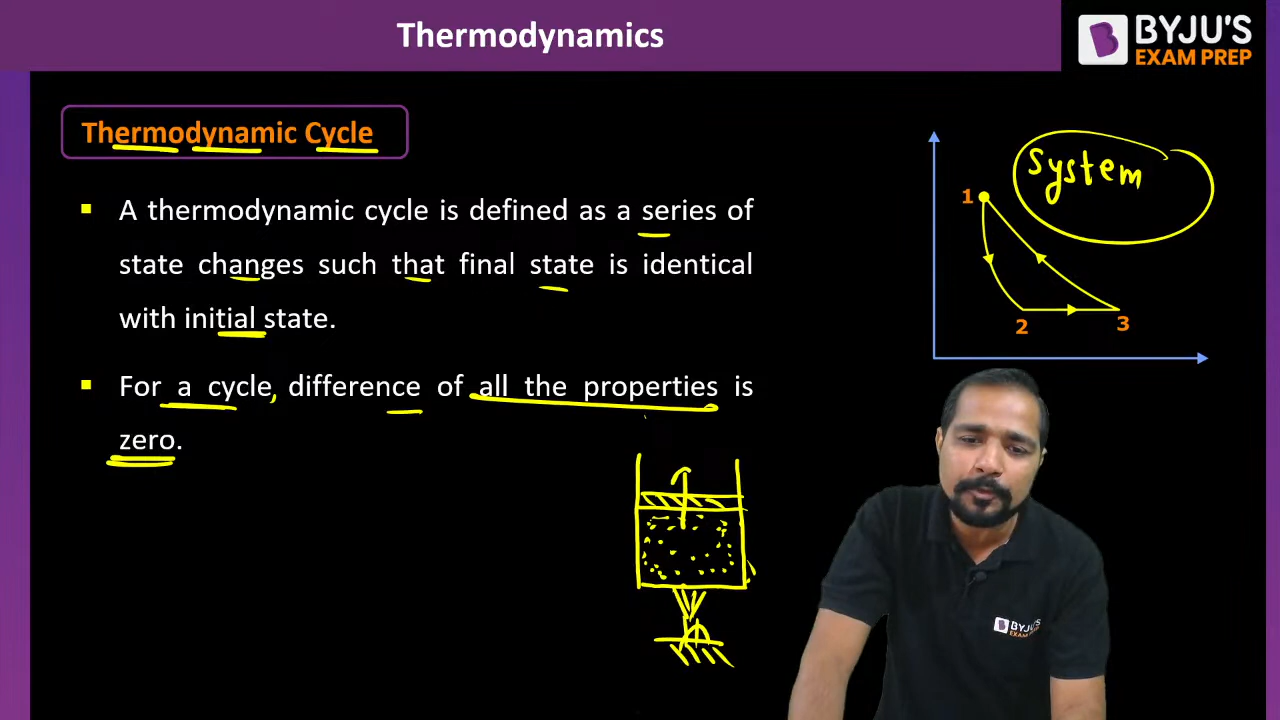 Thermodynamics
BYJU'S
EXAM PREP
Thermodynamic Cycle
A thermodynamic cycle is defined as a series of
state changes such that final state is identical
with initial state.
For a cycle, difference of all the properties is
zero.
System
1
2
3
BYJU'S
EXAM PREP